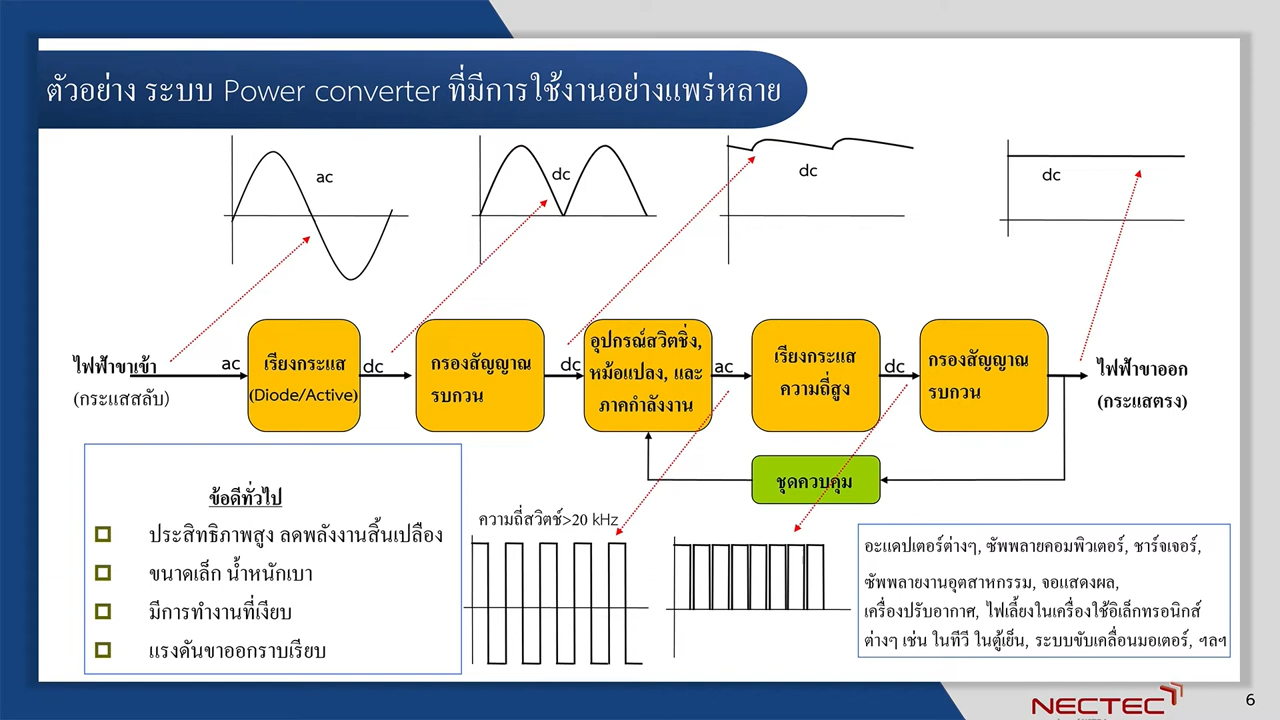 ตัวอย่าง ระบบ Power converter ที่มีการใช้งานอย่างแพร่หลาย
ac
dc
dc
dc
ไฟฟ้าขาเข้า
(กระแสสลับ)
ac
เรียงกระแส
(Diode/Active)
dc
กรองสัญญาณ
รบกวน
dc
อุปกรณ์สวิตชิ่ง,
หม้อแปลง, และ
ภาคกำลังงาน
ac
เรียงกระแส
ความถี่สูง
dc
กรองสัญญาณ
รบกวน
ไฟฟ้าขาออก
(กระแสตรง)
ชุดควบคุม
ข้อดีทั่วไป
ประสิทธิภาพสูง ลดพลังงานสิ้นเปลือง
ขนาดเล็ก น้ำหนักเบา
มีการทำงานที่เงียบ
แรงดันขาออกราบเรียบ
ความถี่สวิตช์>20 kHz
อะแดปเตอร์ต่างๆ, ซัพพลายคอมพิวเตอร์, ชาร์จเจอร์,
ซัพพลายงานอุตสาหกรรม, จอแสดงผล,
เครื่องปรับอากาศ, ไฟเลี้ยงในเครื่องใช้อิเล็กทรอนิกส์
ต่างๆ เช่น ในทีวี ในตู้เย็น, ระบบขับเคลื่อนมอเตอร์, ฯลฯ
NECTEC
6